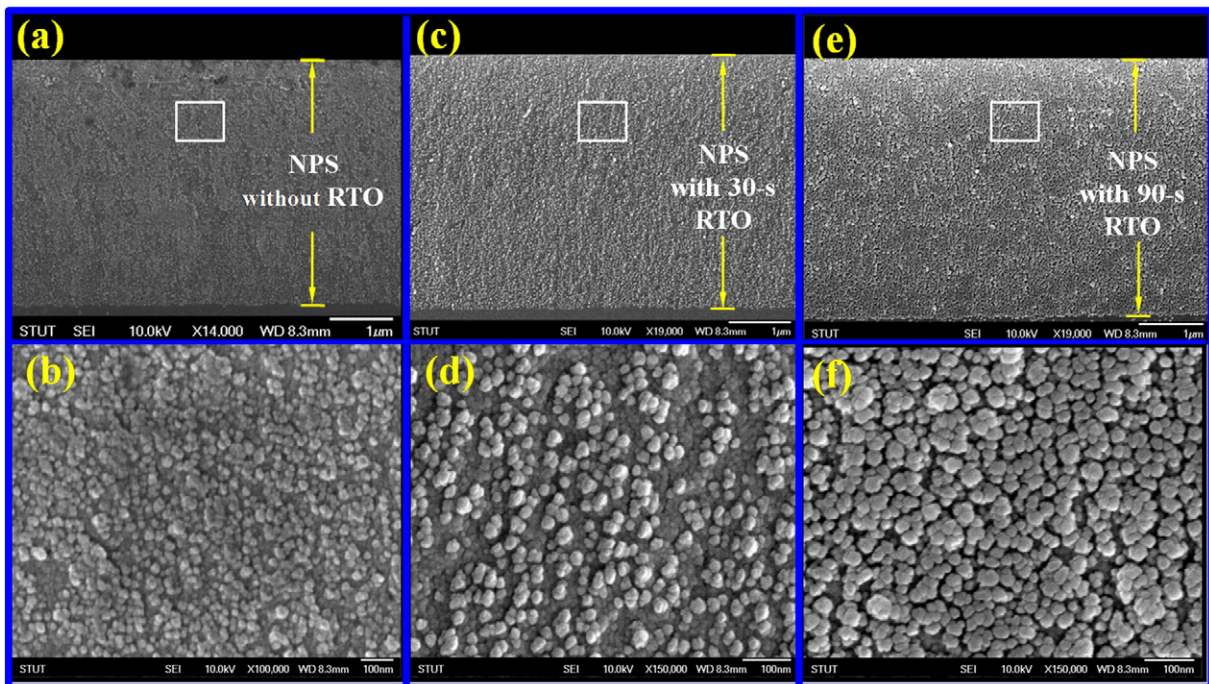 (a)
NPS
without RTO
STUT SEI 10.0kV X14,000 WD 8.3mm 1μm
(c)
NPS
with 30-s
RTO
STUT SEI 10.0kV X19,000 WD 8.3mm 1μm
(e)
NPS
with 90-s
RTO
STUT SEI 10.0kV X19,000 WD 8.3mm 1μm
(b)
STUT SEI 10.0kV X100,000 WD 8.3mm 100nm
(d)
STUT SEI 10.0kV X150,000 WD 8.3mm 100nm
(f)
STUT SEI 10.0kV X150,000 WD 8.3mm 100nm